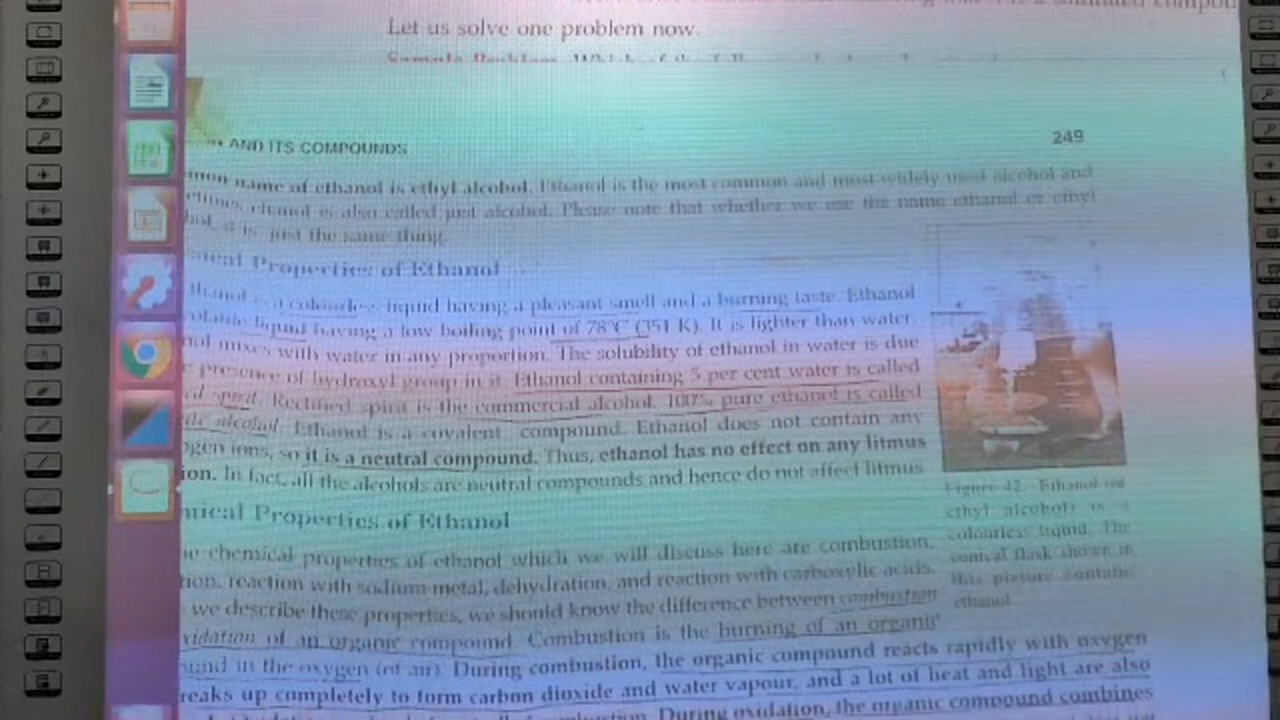 Let us solve one problem now.
Sample Problem.
AND ITS COMPOUNDS
249
name of ethanol is ethyl alcohol. Ethanol is the most common and most widely used alcohol and
ethanol is also called just alcohol. Please note that whether we use the name ethanol or ethyl
it is just the same thing.
Properties of Ethanol
is a colourless liquid having a pleasant smell and a burning taste. Ethanol
liquid having a low boiling point of 78°C (351 K). It is lighter than water.
mixes with water in any proportion. The solubility of ethanol in water is due
presence of hydroxyl group in it. Ethanol containing 5 per cent water is called
spirit. Rectified spirit is the commercial alcohol. 100% pure ethanol is called
alcohol. Ethanol is a covalent compound. Ethanol does not contain any
ogen ions, so it is a neutral compound. Thus, ethanol has no effect on any litmus
ion. In fact, all the alcohols are neutral compounds and hence do not affect litmus
mical Properties of Ethanol
chemical properties of ethanol which we will discuss here are combustion,
tion, reaction with sodium metal, dehydration, and reaction with carboxylic acids.
we describe these properties, we should know the difference between combustion
xidation of an organic compound. Combustion is the burning of an organic
und in the oxygen (of air). During combustion, the organic compound reacts rapidly with oxygen
reaks up completely to form carbon dioxide and water vapour, and a lot of heat and light are also
During oxidation, the organic compound combines
Figure 42. Ethanol (or
ethyl alcohol) is a
colourless liquid. The
conical flask shown in
this picture contains
ethanol